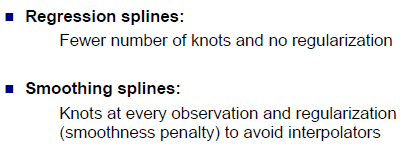 Regression splines:
Fewer number of knots and no regularization
Smoothing splines:
Knots at every observation and regularization
(smoothness penalty) to avoid interpolators